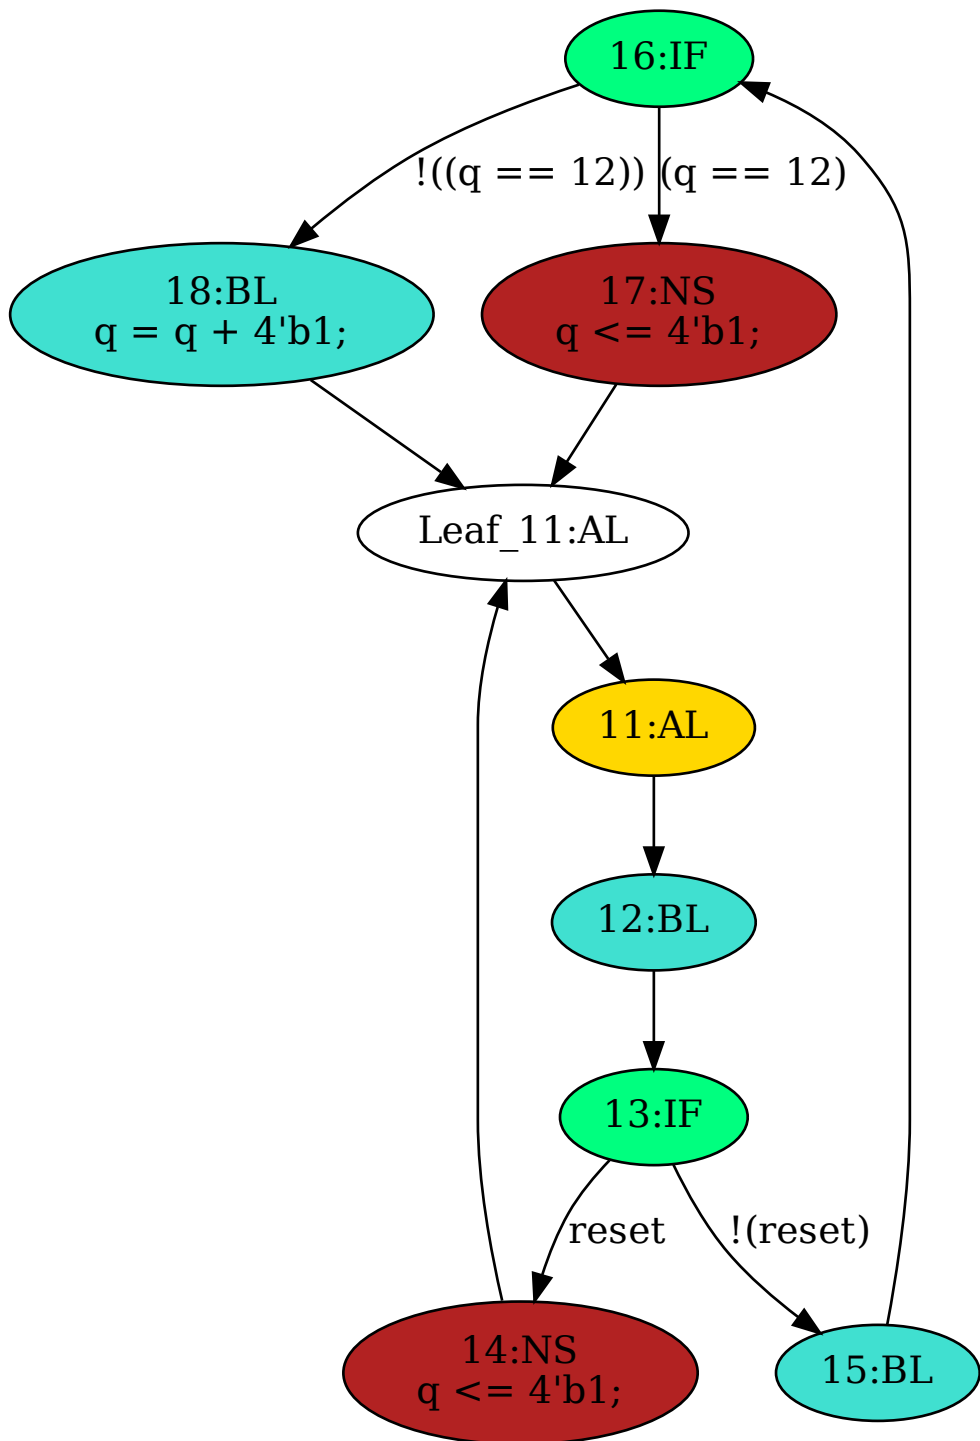 16:IF
!((q == 12))
(q == 12)
18:BL
q = q + 4'b1;
17:NS
q <= 4'b1;
Leaf_11:AL
11:AL
12:BL
13:IF
reset
!(reset)
14:NS
q <= 4'b1;
15:BL